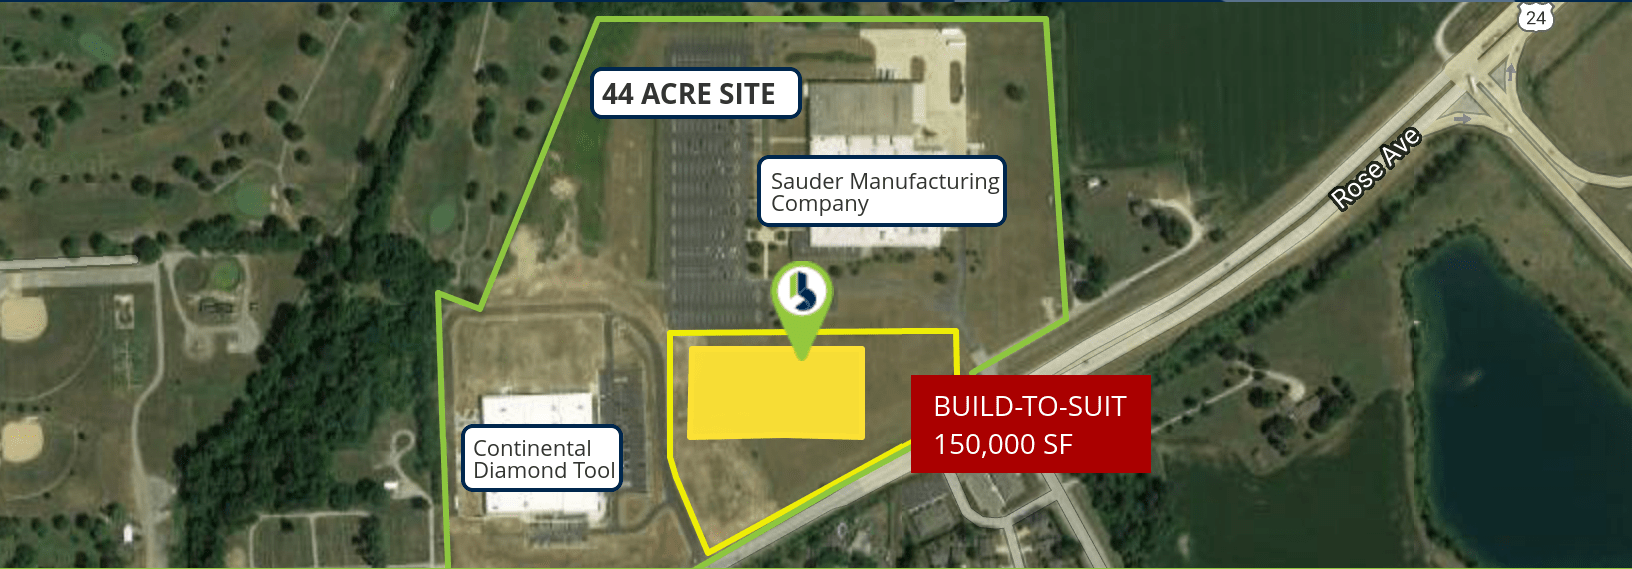 24
44 ACRE SITE
Rose Ave
Sauder Manufacturing
Company
BUILD-TO-SUIT
150,000 SF
Continental
Diamond Tool